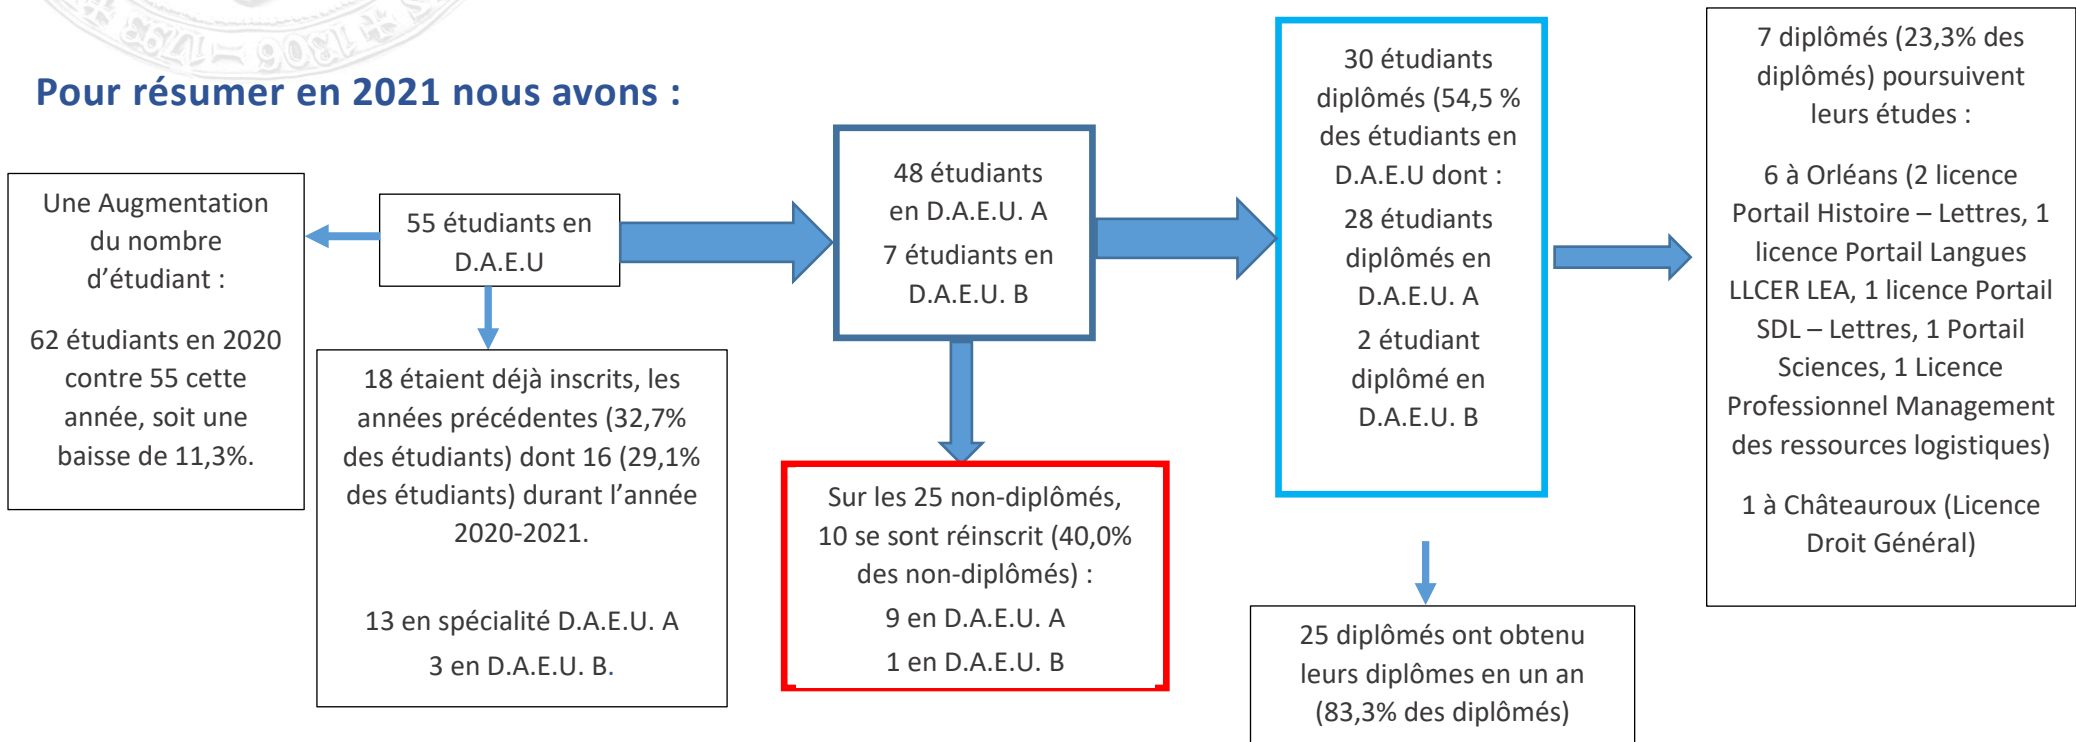 1793 – 1306
Pour résumer en 2021 nous avons :
Une Augmentation
du nombre
d’étudiant :
62 étudiants en 2020
contre 55 cette
année, soit une
baisse de 11,3%.
55 étudiants en
D.A.E.U
18 étaient déjà inscrits, les
années précédentes (32,7%
des étudiants) dont 16 (29,1%
des étudiants) durant l’année
2020-2021.
13 en spécialité D.A.E.U. A
3 en D.A.E.U. B.
48 étudiants
en D.A.E.U. A
7 étudiants en
D.A.E.U. B
Sur les 25 non-diplômés,
10 se sont réinscrit (40,0%
des non-diplômés) :
9 en D.A.E.U. A
1 en D.A.E.U. B
30 étudiants
diplômés (54,5 %
des étudiants en
D.A.E.U dont :
28 étudiants
diplômés en
D.A.E.U. A
2 étudiant
diplômé en
D.A.E.U. B
25 diplômés ont obtenu
leurs diplômes en un an
(83,3% des diplômés)
7 diplômés (23,3% des
diplômés) poursuivent
leurs études :
6 à Orléans (2 licence
Portail Histoire – Lettres, 1
licence Portail Langues
LLCER LEA, 1 licence Portail
SDL – Lettres, 1 Portail
Sciences, 1 Licence
Professionnel Management
des ressources logistiques)
1 à Châteauroux (Licence
Droit Général)